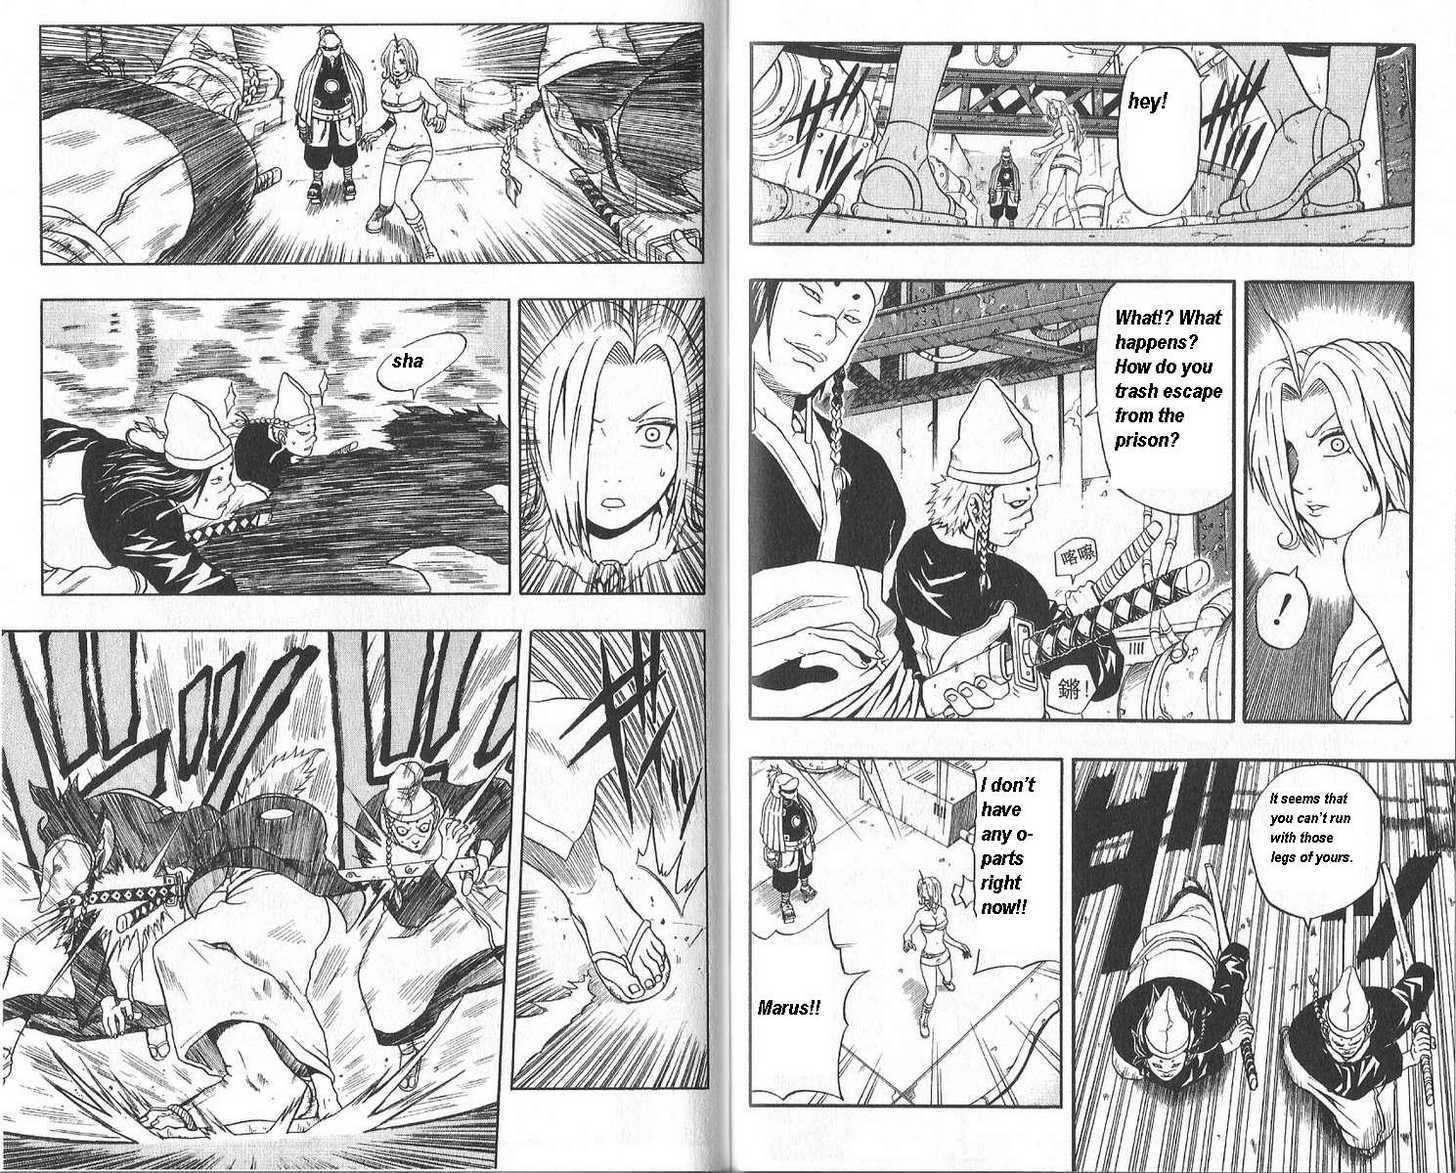 hey!
What!? What
happens?
How do you
trash escape
from the
prison?
喀嚓
鏘!
!
It seems that
you can't run
with those
legs of yours.
I don't
have
any o-
parts
right
now!!
Marus!!
sha